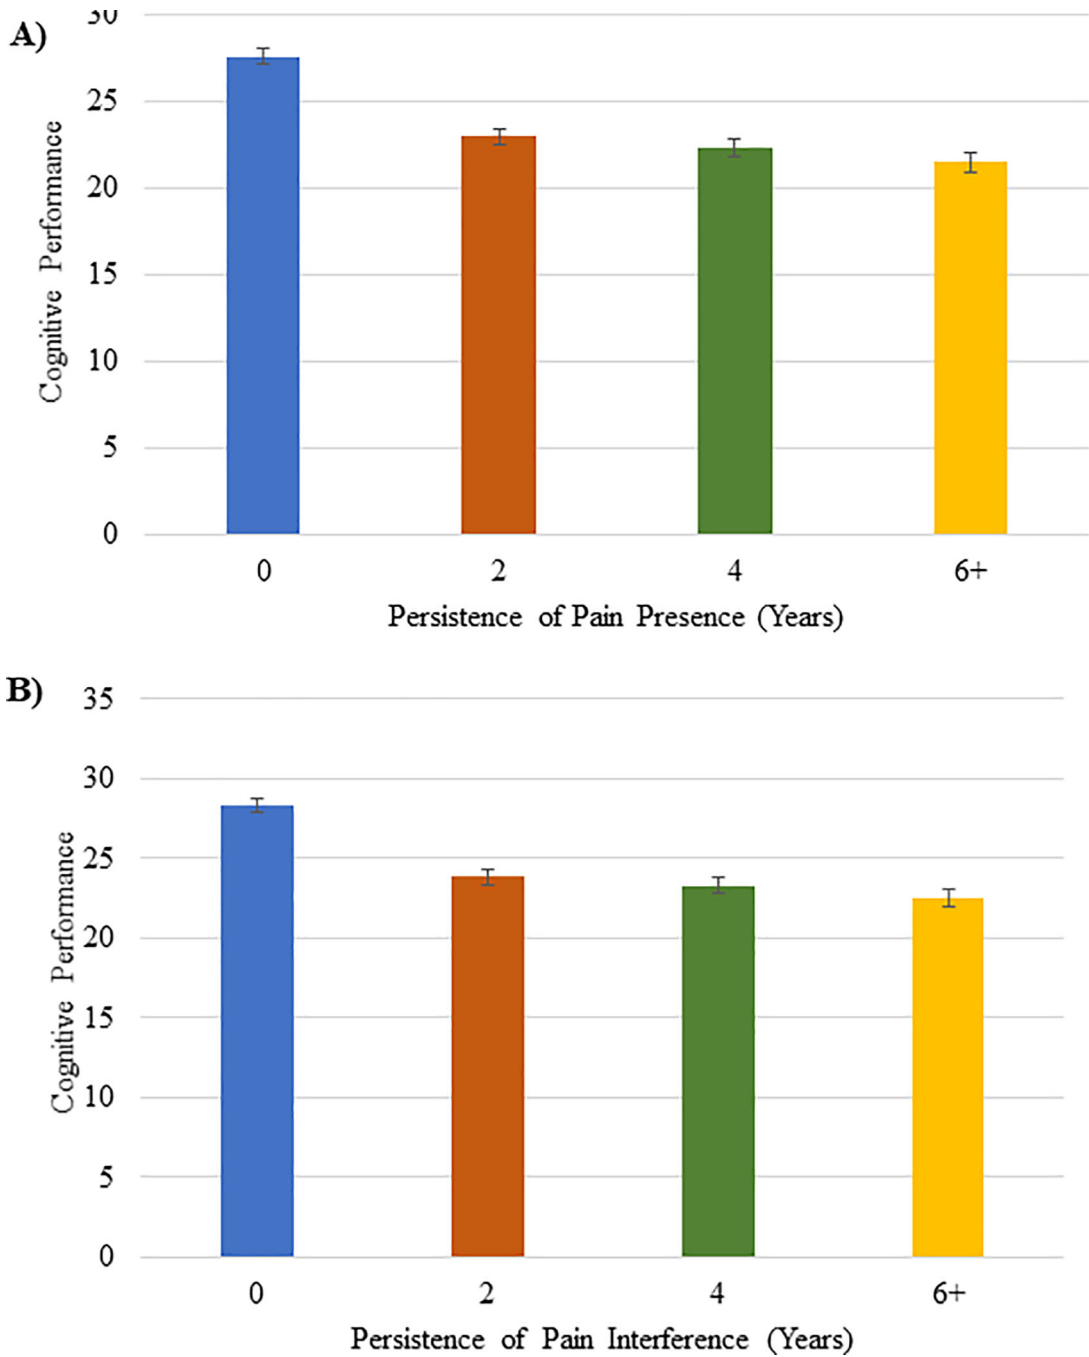 A)
30
25
20
15
10
5
0
Cognitive Performance
0 2 4 6+
Persistence of Pain Presence (Years)
B)
35
30
25
20
15
10
5
0
Cognitive Performance
0 2 4 6+
Persistence of Pain Interference (Years)